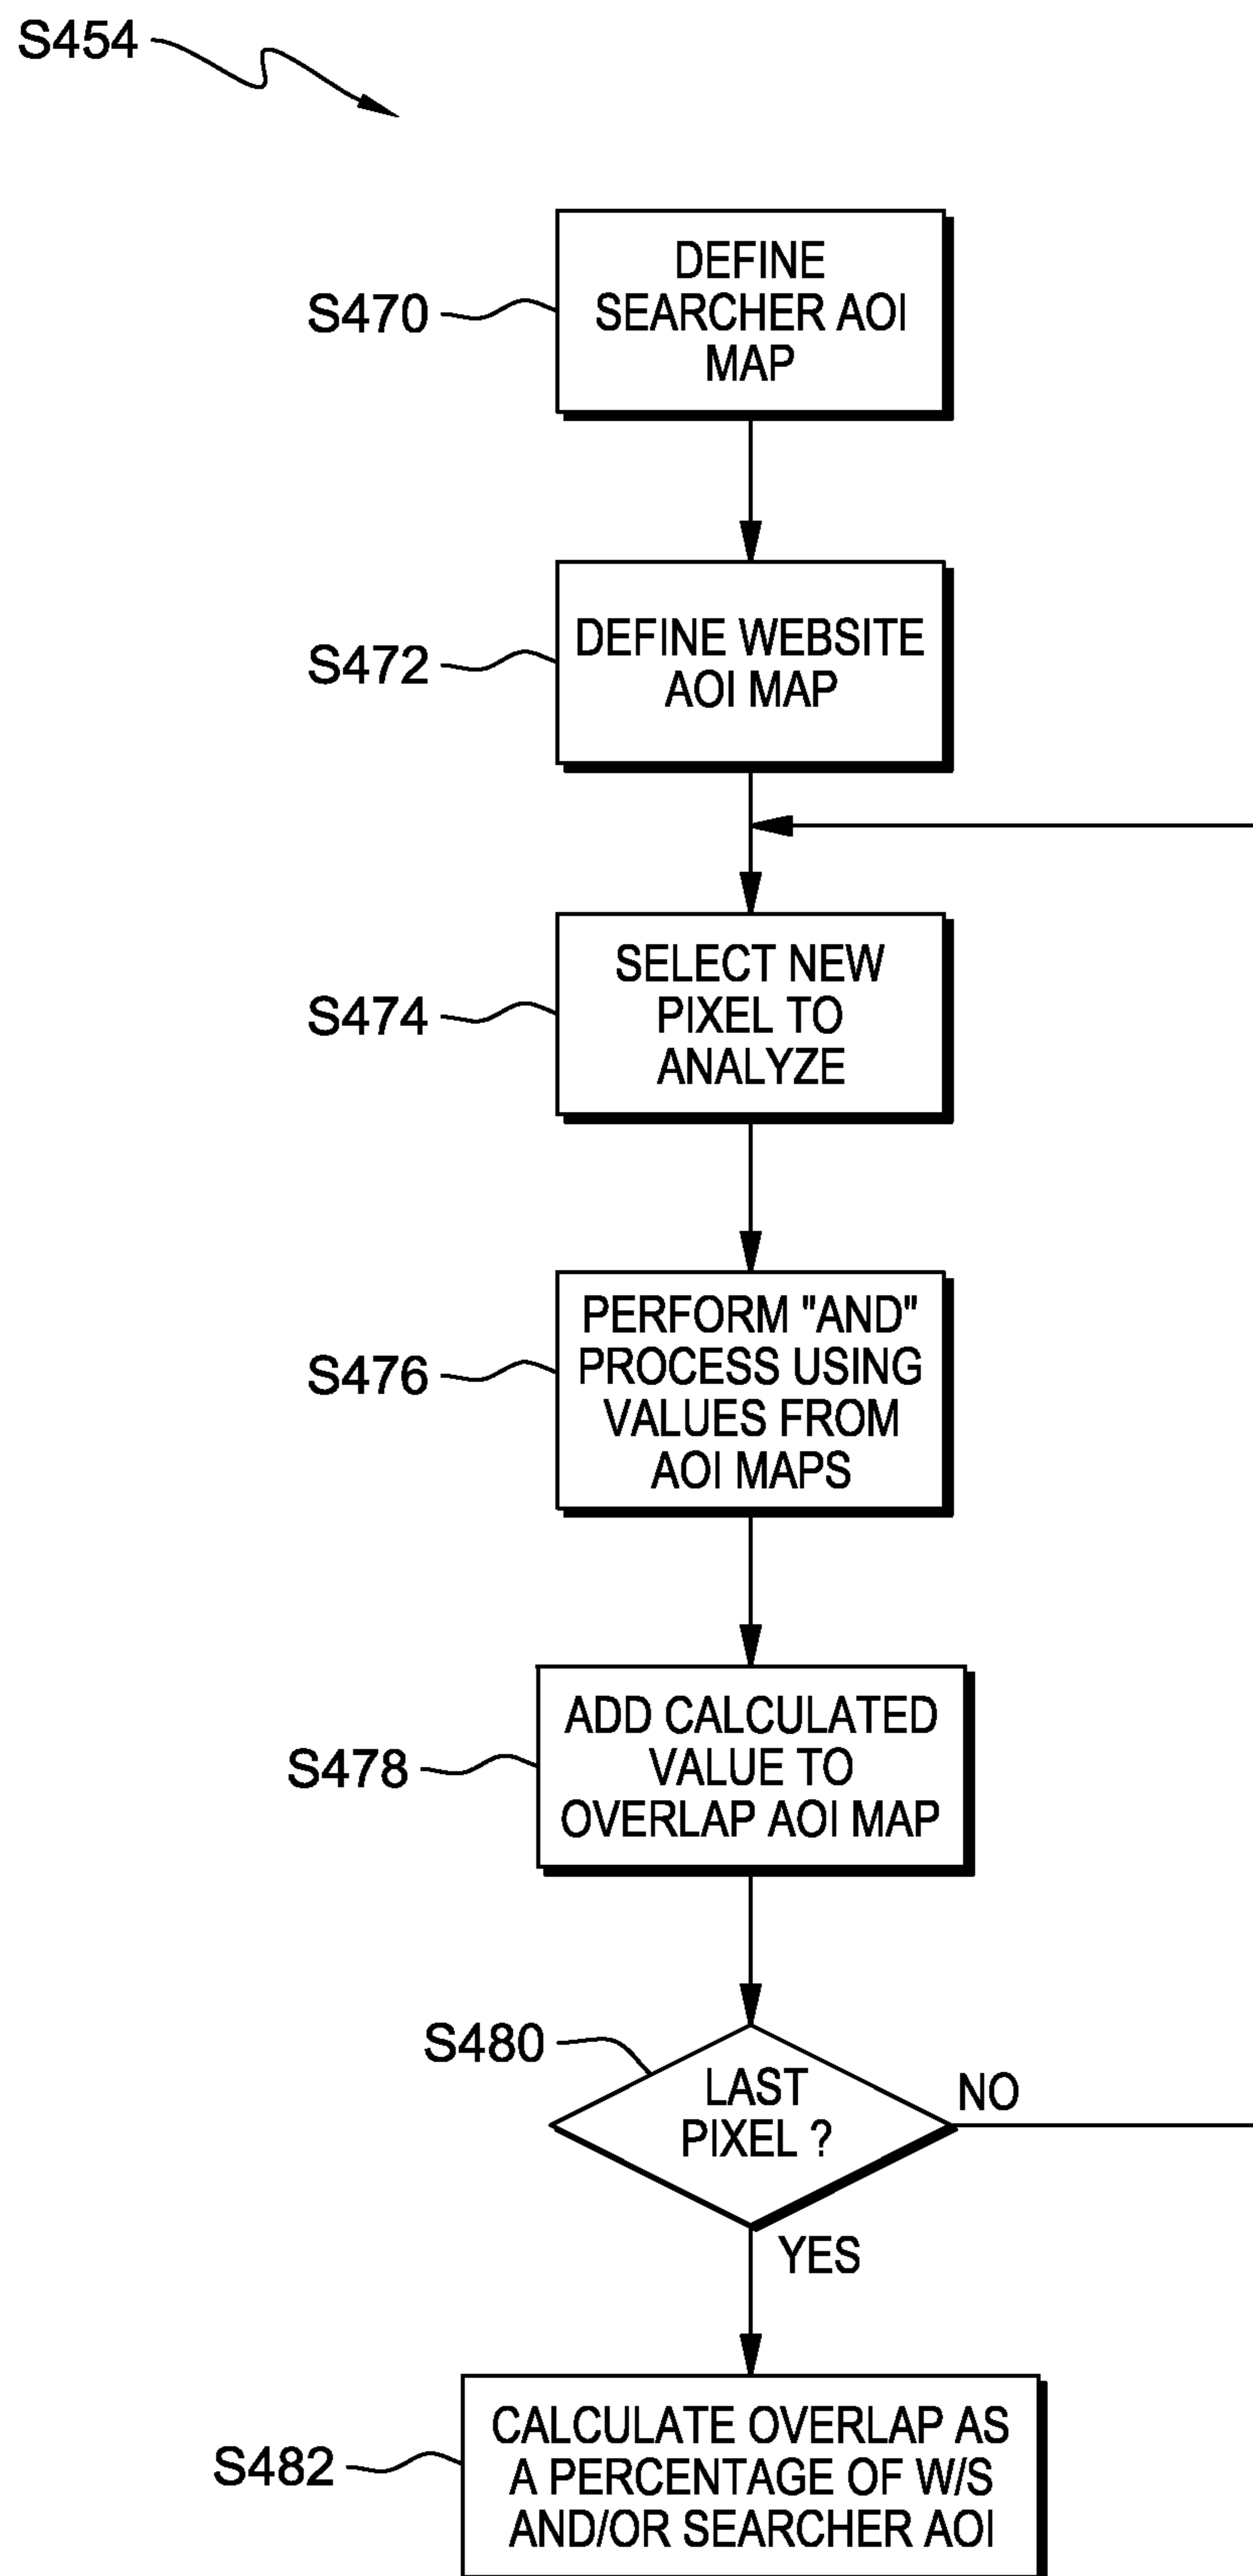 S454
S470
DEFINE
SEARCHER AOI
MAP
S472
DEFINE WEBSITE
AOI MAP
S474
SELECT NEW
PIXEL TO
ANALYZE
S476
PERFORM "AND"
PROCESS USING
VALUES FROM
AOI MAPS
S478
ADD CALCULATED
VALUE TO
OVERLAP AOI MAP
S480
LAST
PIXEL ?
NO
YES
S482
CALCULATE OVERLAP AS
A PERCENTAGE OF W/S
AND/OR SEARCHER AOI